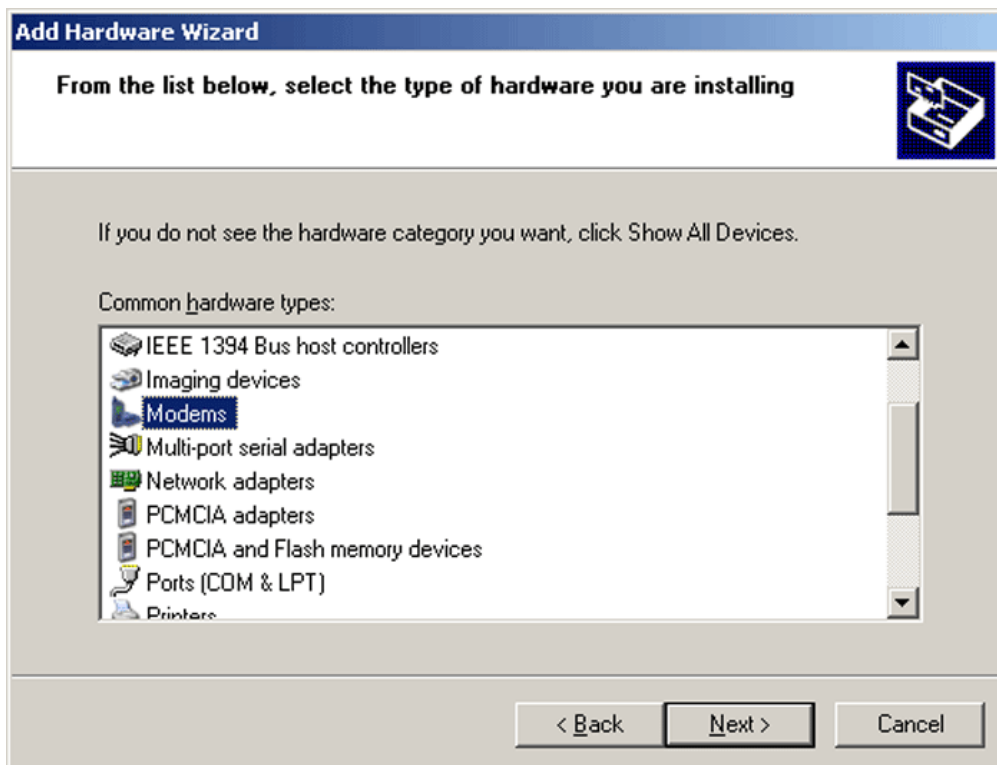 Add Hardware Wizard
From the list below, select the type of hardware you are installing
If you do not see the hardware category you want, click Show All Devices.
Common hardware types:
IEEE 1394 Bus host controllers
Imaging devices
Modems
Multi-port serial adapters
Network adapters
PCMCIA adapters
PCMCIA and Flash memory devices
Ports (COM & LPT)
Printers
< Back Next > Cancel